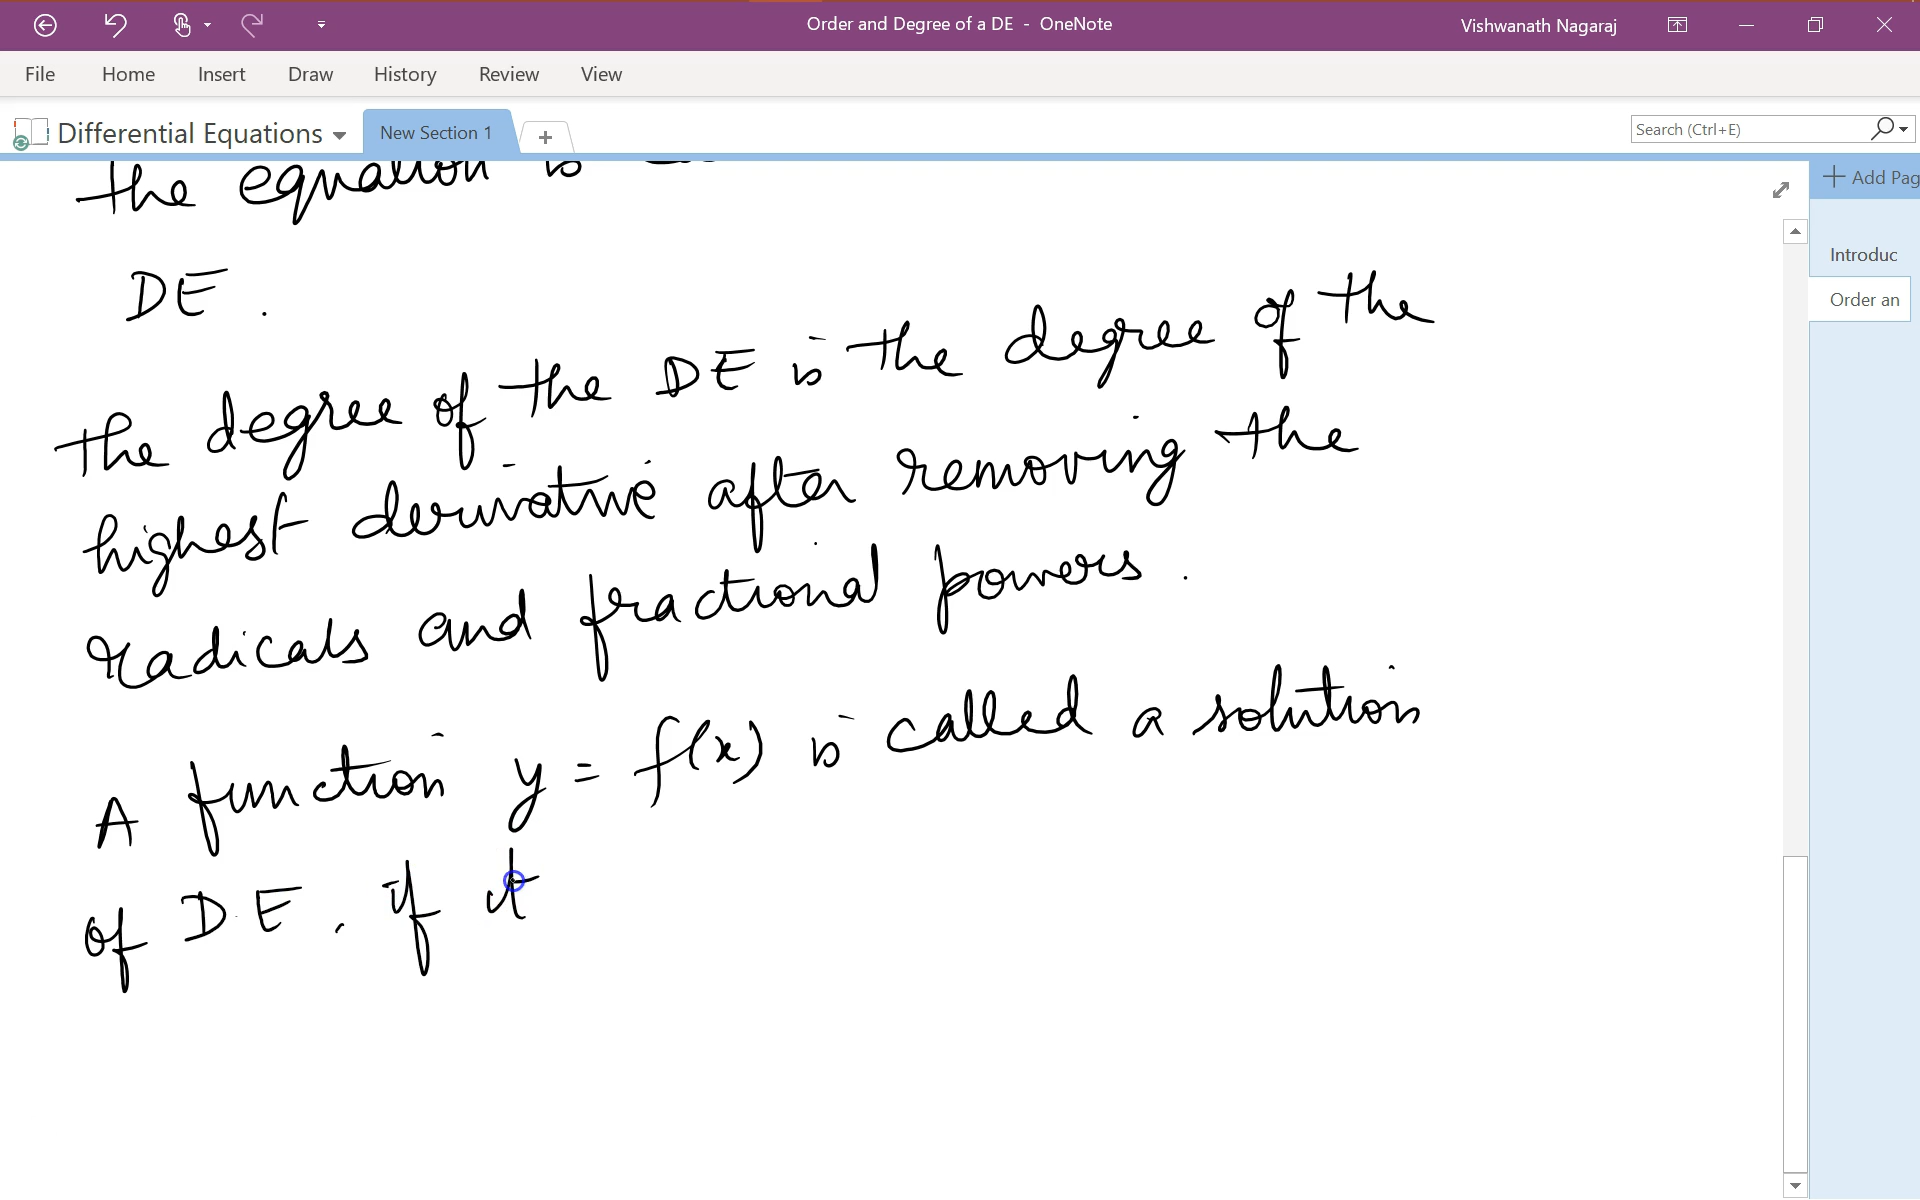 Order and Degree of a DE - OneNote
Vishwanath Nagaraj
File Home Insert Draw History Review View
Differential Equations
New Section 1
+
Search (Ctrl+E)
Add Pag
Introduc
Order an
the equation is
DE.
The degree of the DE is the degree of the
highest derivative after removing the
radicals and fractional powers.
A function y = f(x) is called a solution
of D.E. if it